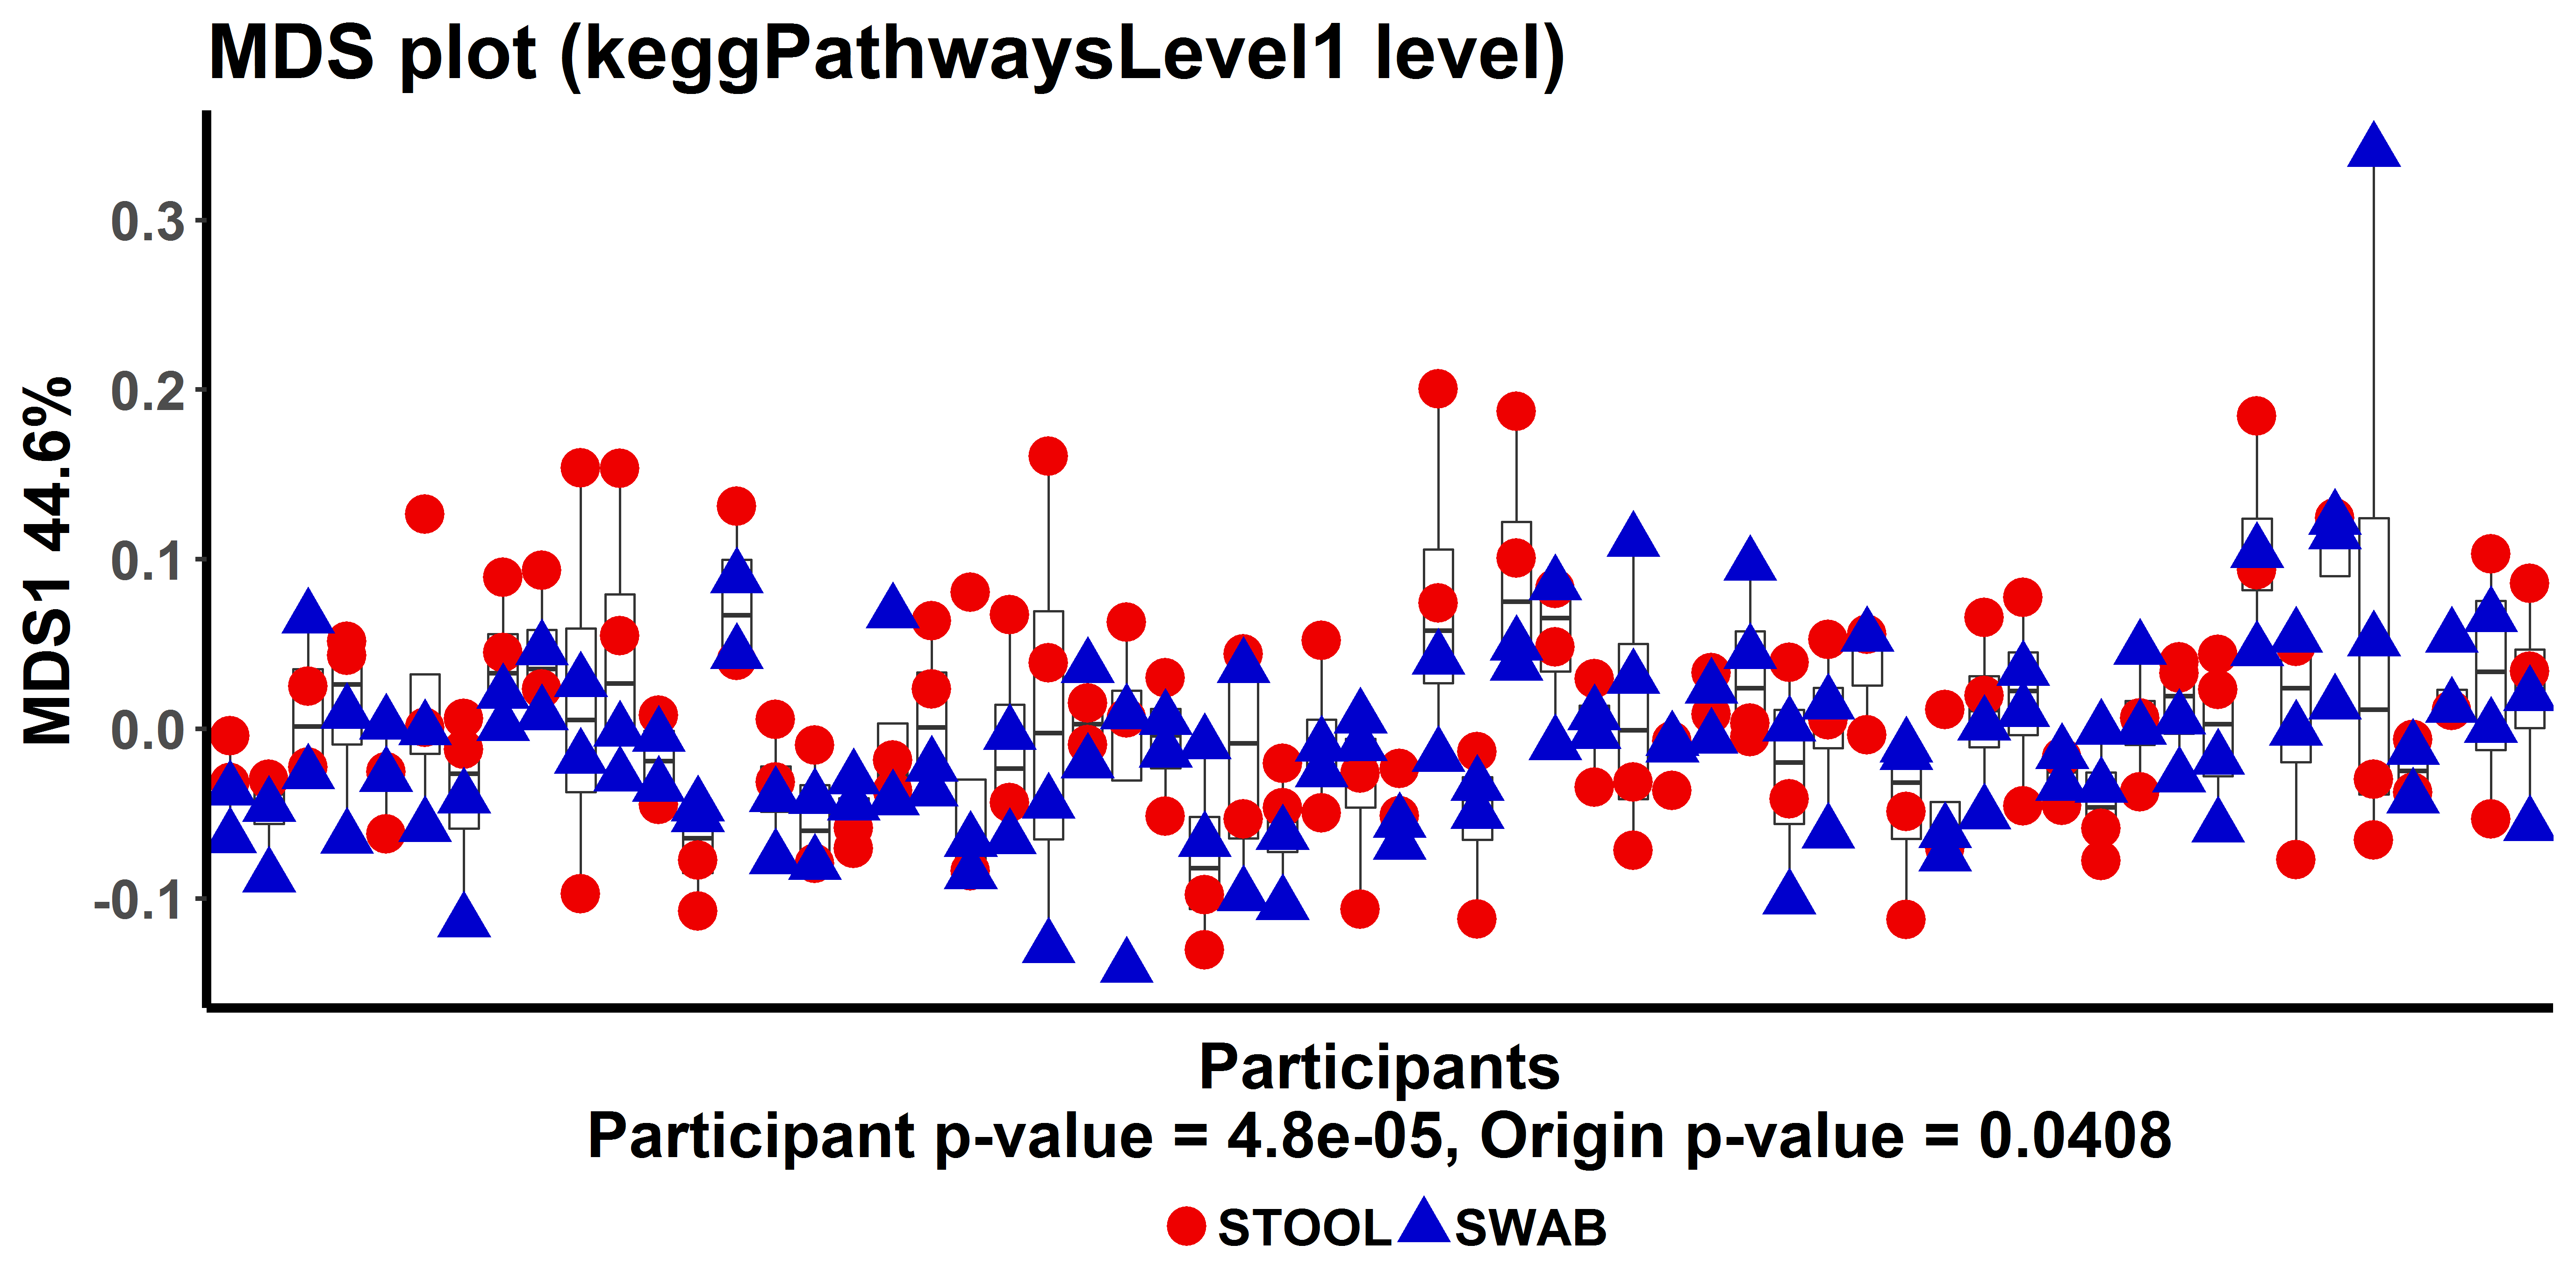 MDS plot (keggPathwaysLevel1 level)
MDS1 44.6%
0.3
0.2
0.1
0.0
-0.1
Participants
Participant p-value = 4.8e-05, Origin p-value = 0.0408
STOOL SWAB